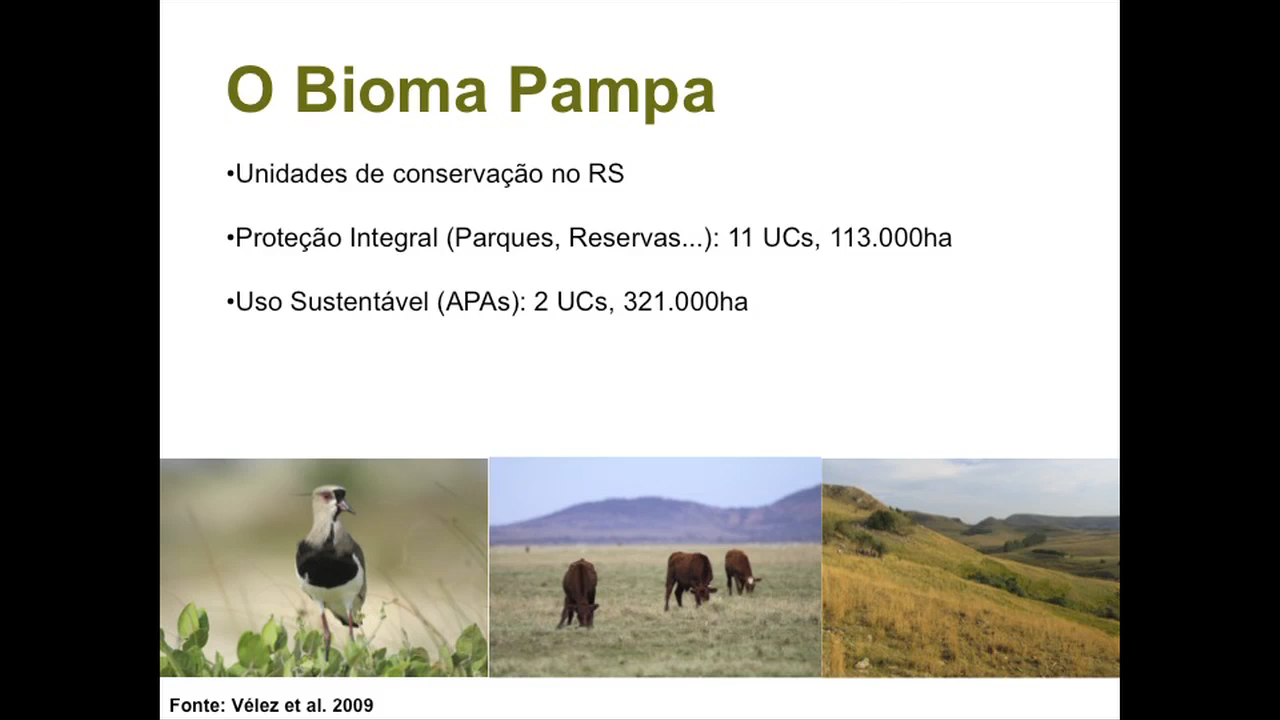 O Bioma Pampa
•Unidades de conservação no RS
•Proteção Integral (Parques, Reservas...): 11 UCs, 113.000ha
•Uso Sustentável (APAs): 2 UCs, 321.000ha
Fonte: Vélez et al. 2009